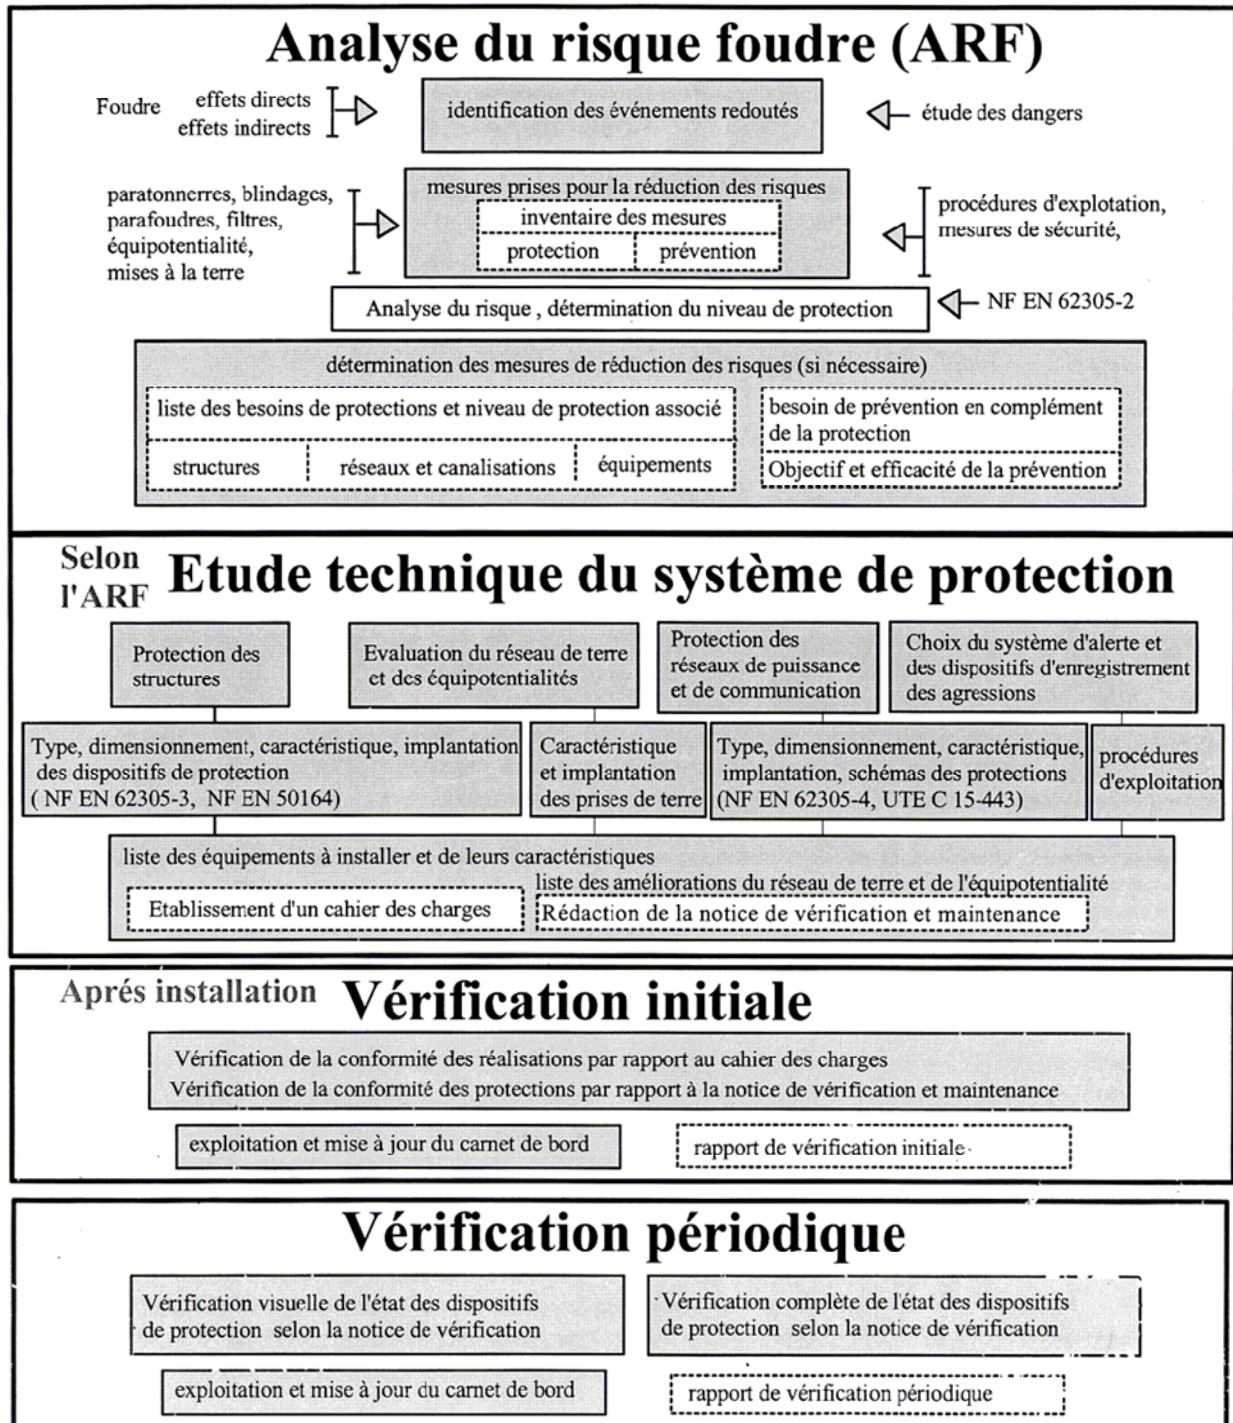 Analyse du risque foudre (ARF)
Foudre
effets directs
effets indirects
identification des événements redoutés
étude des dangers
paratonnerres, blindages,
parafoudres, filtres,
équipotentialité,
mises à la terre
mesures prises pour la réduction des risques
inventaire des mesures
protection
prévention
procédures d'explotation,
mesures de sécurité,
Analyse du risque , détermination du niveau de protection
NF EN 62305-2
détermination des mesures de réduction des risques (si nécessaire)
liste des besoins de protections et niveau de protection associé
structures
réseaux et canalisations
équipements
besoin de prévention en complément
de la protection
Objectif et efficacité de la prévention
Selon
l'ARF
Etude technique du système de protection
Protection des
structures
Evaluation du réseau de terre
et des équipotentialités
Protection des
réseaux de puissance
et de communication
Choix du système d'alerte et
des dispositifs d'enregistrement
des agressions
Type, dimensionnement, caractéristique, implantation
des dispositifs de protection
( NF EN 62305-3, NF EN 50164)
Caractéristique
et implantation
des prises de terre
Type, dimensionnement, caractéristique,
implantation, schémas des protections
(NF EN 62305-4, UTE C 15-443)
procédures
d'exploitation
liste des équipements à installer et de leurs caractéristiques
liste des améliorations du réseau de terre et de l'équipotentialité
Etablissement d'un cahier des charges
Rédaction de la notice de vérification et maintenance
Aprés installation
Vérification initiale
Vérification de la conformité des réalisations par rapport au cahier des charges
Vérification de la conformité des protections par rapport à la notice de vérification et maintenance
exploitation et mise à jour du carnet de bord
rapport de vérification initiale
Vérification périodique
Vérification visuelle de l'état des dispositifs
de protection selon la notice de vérification
Vérification complète de l'état des dispositifs
de protection selon la notice de vérification
exploitation et mise à jour du carnet de bord
rapport de vérification périodique